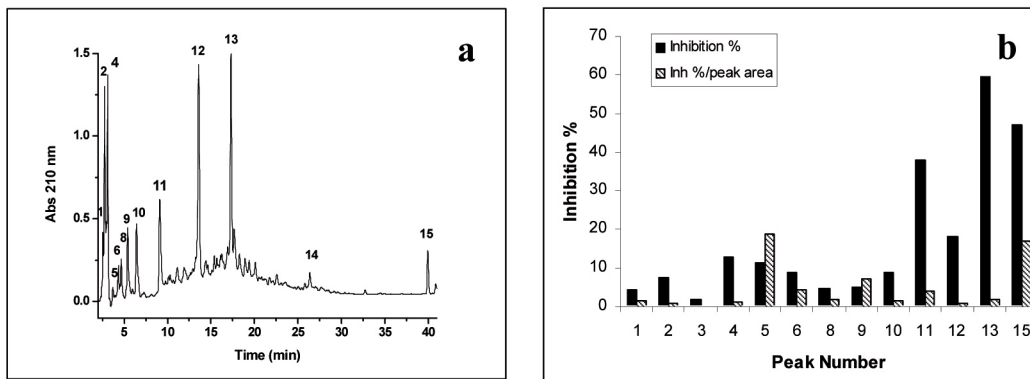 a
1.5
1.0
0.5
0.0
Abs 210 nm
1
2
4
5
6
8
9
10
11
12
13
14
15
5 10 15 20 25 30 35 40
Time (min)
b
Inhibition %
Inh %/peak area
70
60
50
40
30
20
10
0
Inhibition %
1 2 3 4 5 6 8 9 10 11 12 13 15
Peak Number